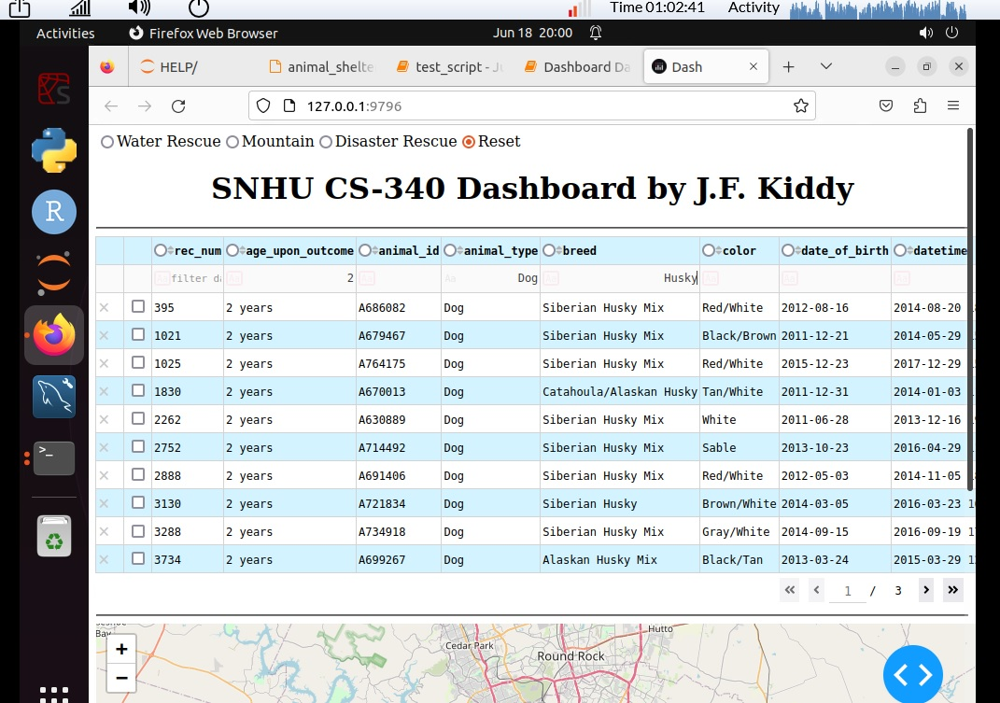 Time 01:02:41 Activity
Activities Firefox Web Browser Jun 18 20:00
HELP/ animal_shelte test_script - Ju Dashboard Da Dash
127.0.0.1:9796
Water Rescue Mountain Disaster Rescue Reset
SNHU CS-340 Dashboard by J.F. Kiddy
rec_num age_upon_outcome animal_id animal_type breed color date_of_birth datetime
Aa filter da Aa 2 Aa Aa Dog Aa Husky Aa Aa Aa
395 2 years A686082 Dog Siberian Husky Mix Red/White 2012-08-16 2014-08-20
1021 2 years A679467 Dog Siberian Husky Mix Black/Brown 2011-12-21 2014-05-29
1025 2 years A764175 Dog Siberian Husky Mix Red/White 2015-12-23 2017-12-29
1830 2 years A670013 Dog Catahoula/Alaskan Husky Tan/White 2011-12-31 2014-01-03
2262 2 years A630889 Dog Siberian Husky Mix White 2011-06-28 2013-12-16
2752 2 years A714492 Dog Siberian Husky Mix Sable 2013-10-23 2016-04-29
2888 2 years A691406 Dog Siberian Husky Mix Red/White 2012-05-03 2014-11-05
3130 2 years A721834 Dog Siberian Husky Brown/White 2014-03-05 2016-03-23
3288 2 years A734918 Dog Siberian Husky Mix Gray/White 2014-09-15 2016-09-19
3734 2 years A699267 Dog Alaskan Husky Mix Black/Tan 2013-03-24 2015-03-29
1 / 3
Bay
Hutto
Cedar Park
Round Rock
+
−